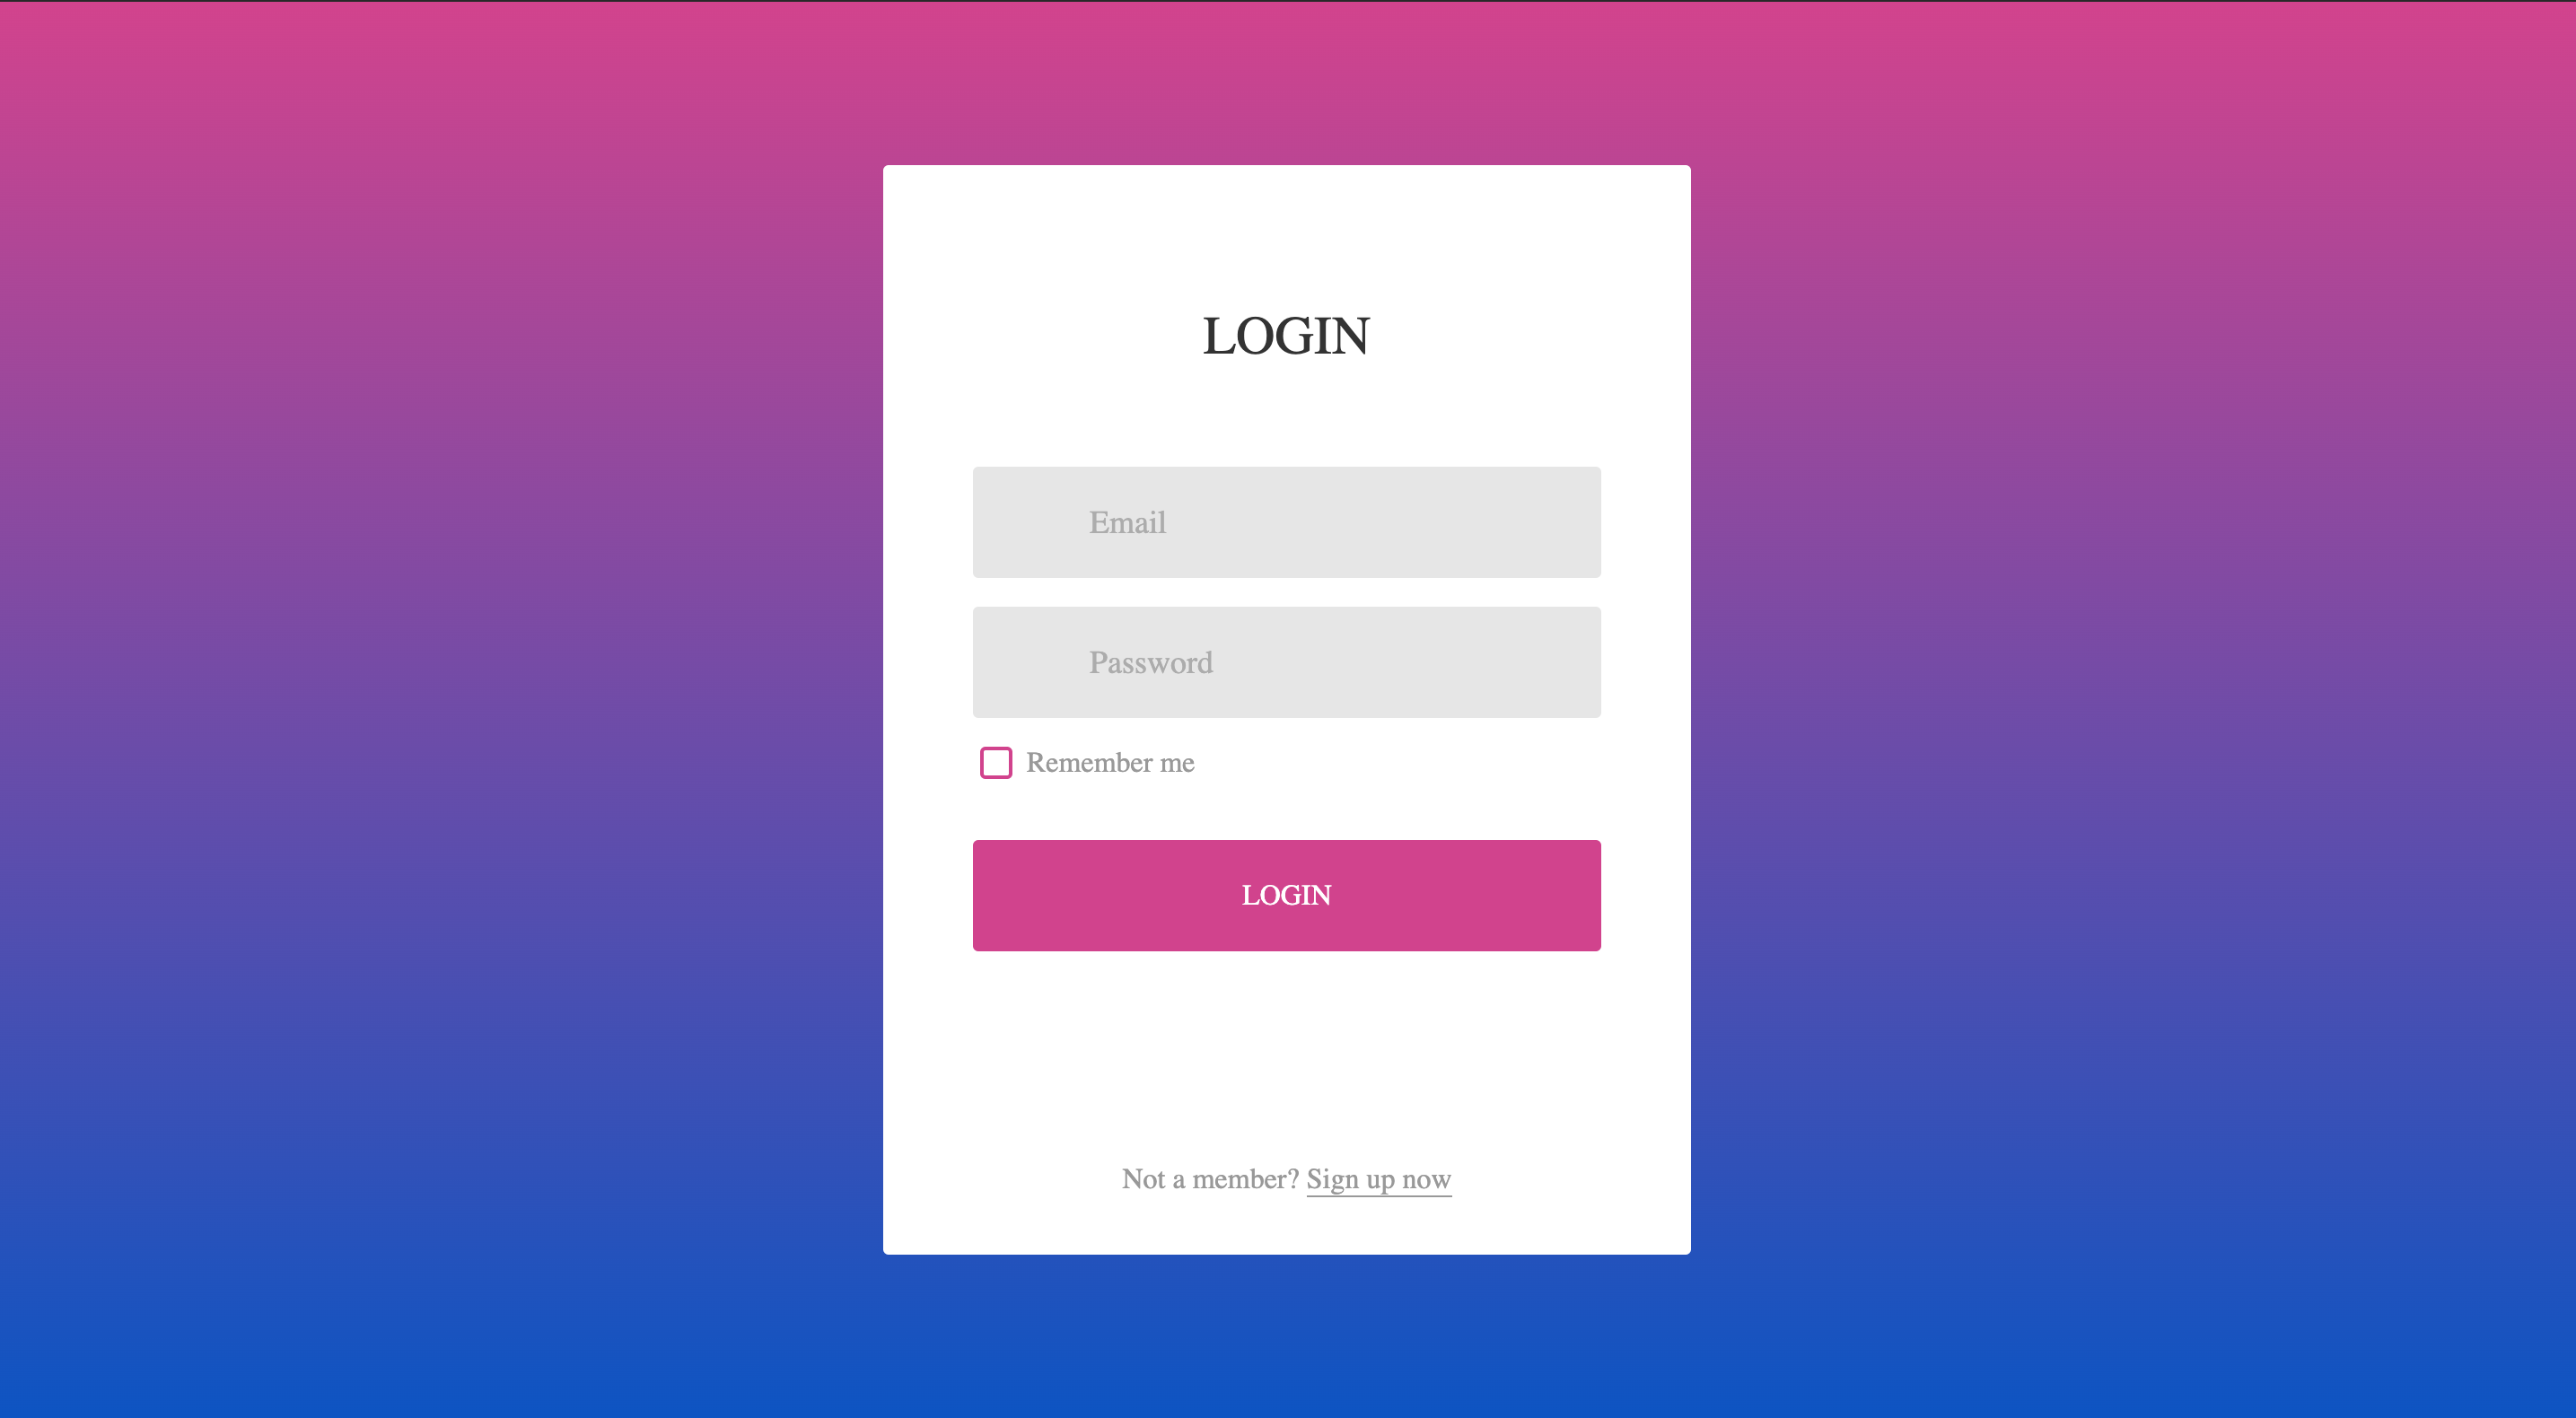 LOGIN
Email
Password
Remember me
LOGIN
Not a member? Sign up now